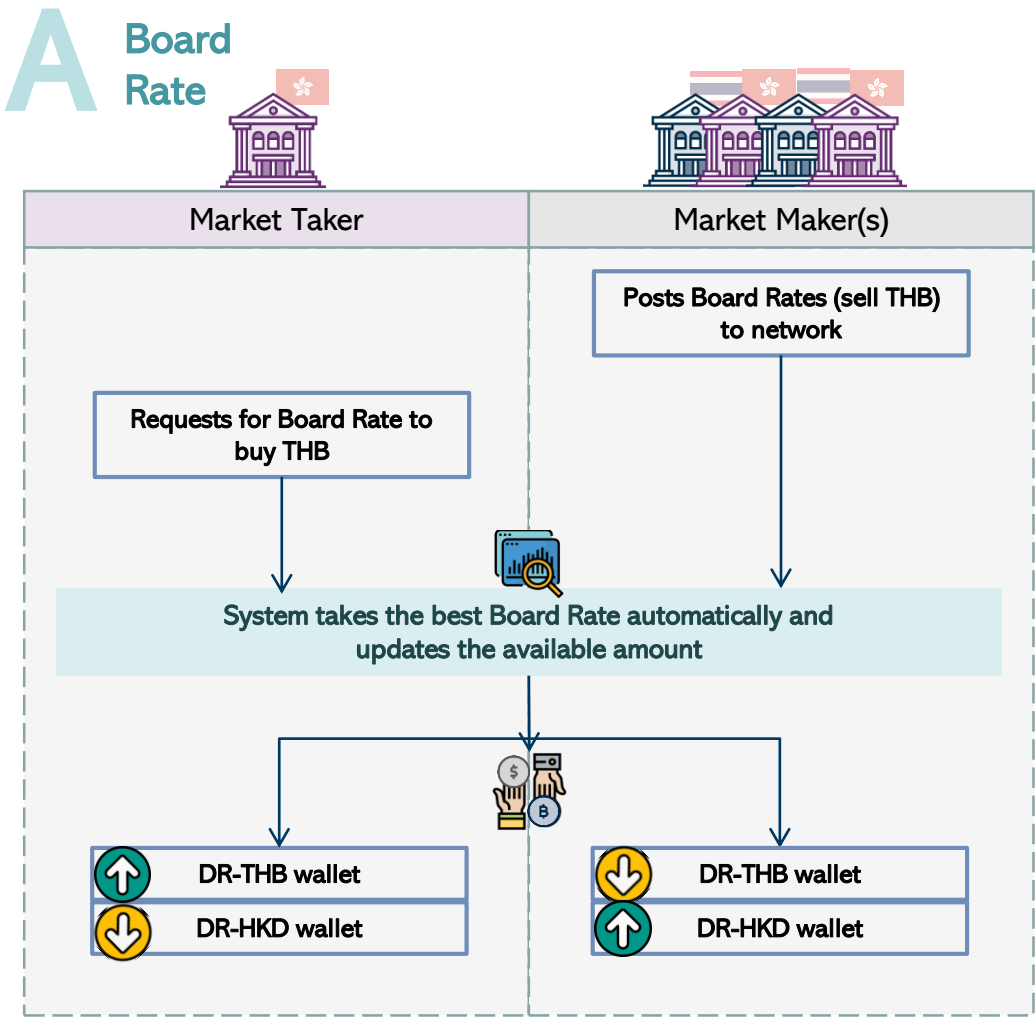 A
Board
Rate
Market Taker
Market Maker(s)
Posts Board Rates (sell THB)
to network
Requests for Board Rate to
buy THB
System takes the best Board Rate automatically and
updates the available amount
$
฿
DR-THB wallet
DR-HKD wallet
DR-THB wallet
DR-HKD wallet